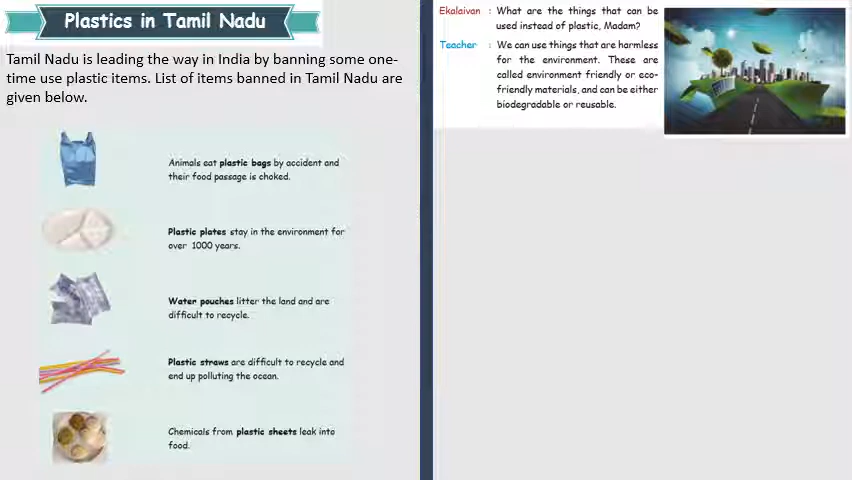 Plastics in Tamil Nadu
Tamil Nadu is leading the way in India by banning some one-
time use plastic items. List of items banned in Tamil Nadu are
given below.
Animals eat plastic bags by accident and
their food passage is choked.
Plastic plates stay in the environment for
over 1000 years.
Water pouches litter the land and are
difficult to recycle.
Plastic straws are difficult to recycle and
end up polluting the ocean.
Chemicals from plastic sheets leak into
food.
Ekalaivan : What are the things that can be
used instead of plastic, Madam?
Teacher : We can use things that are harmless
for the environment. These are
called environment friendly or eco-
friendly materials, and can be either
biodegradable or reusable.